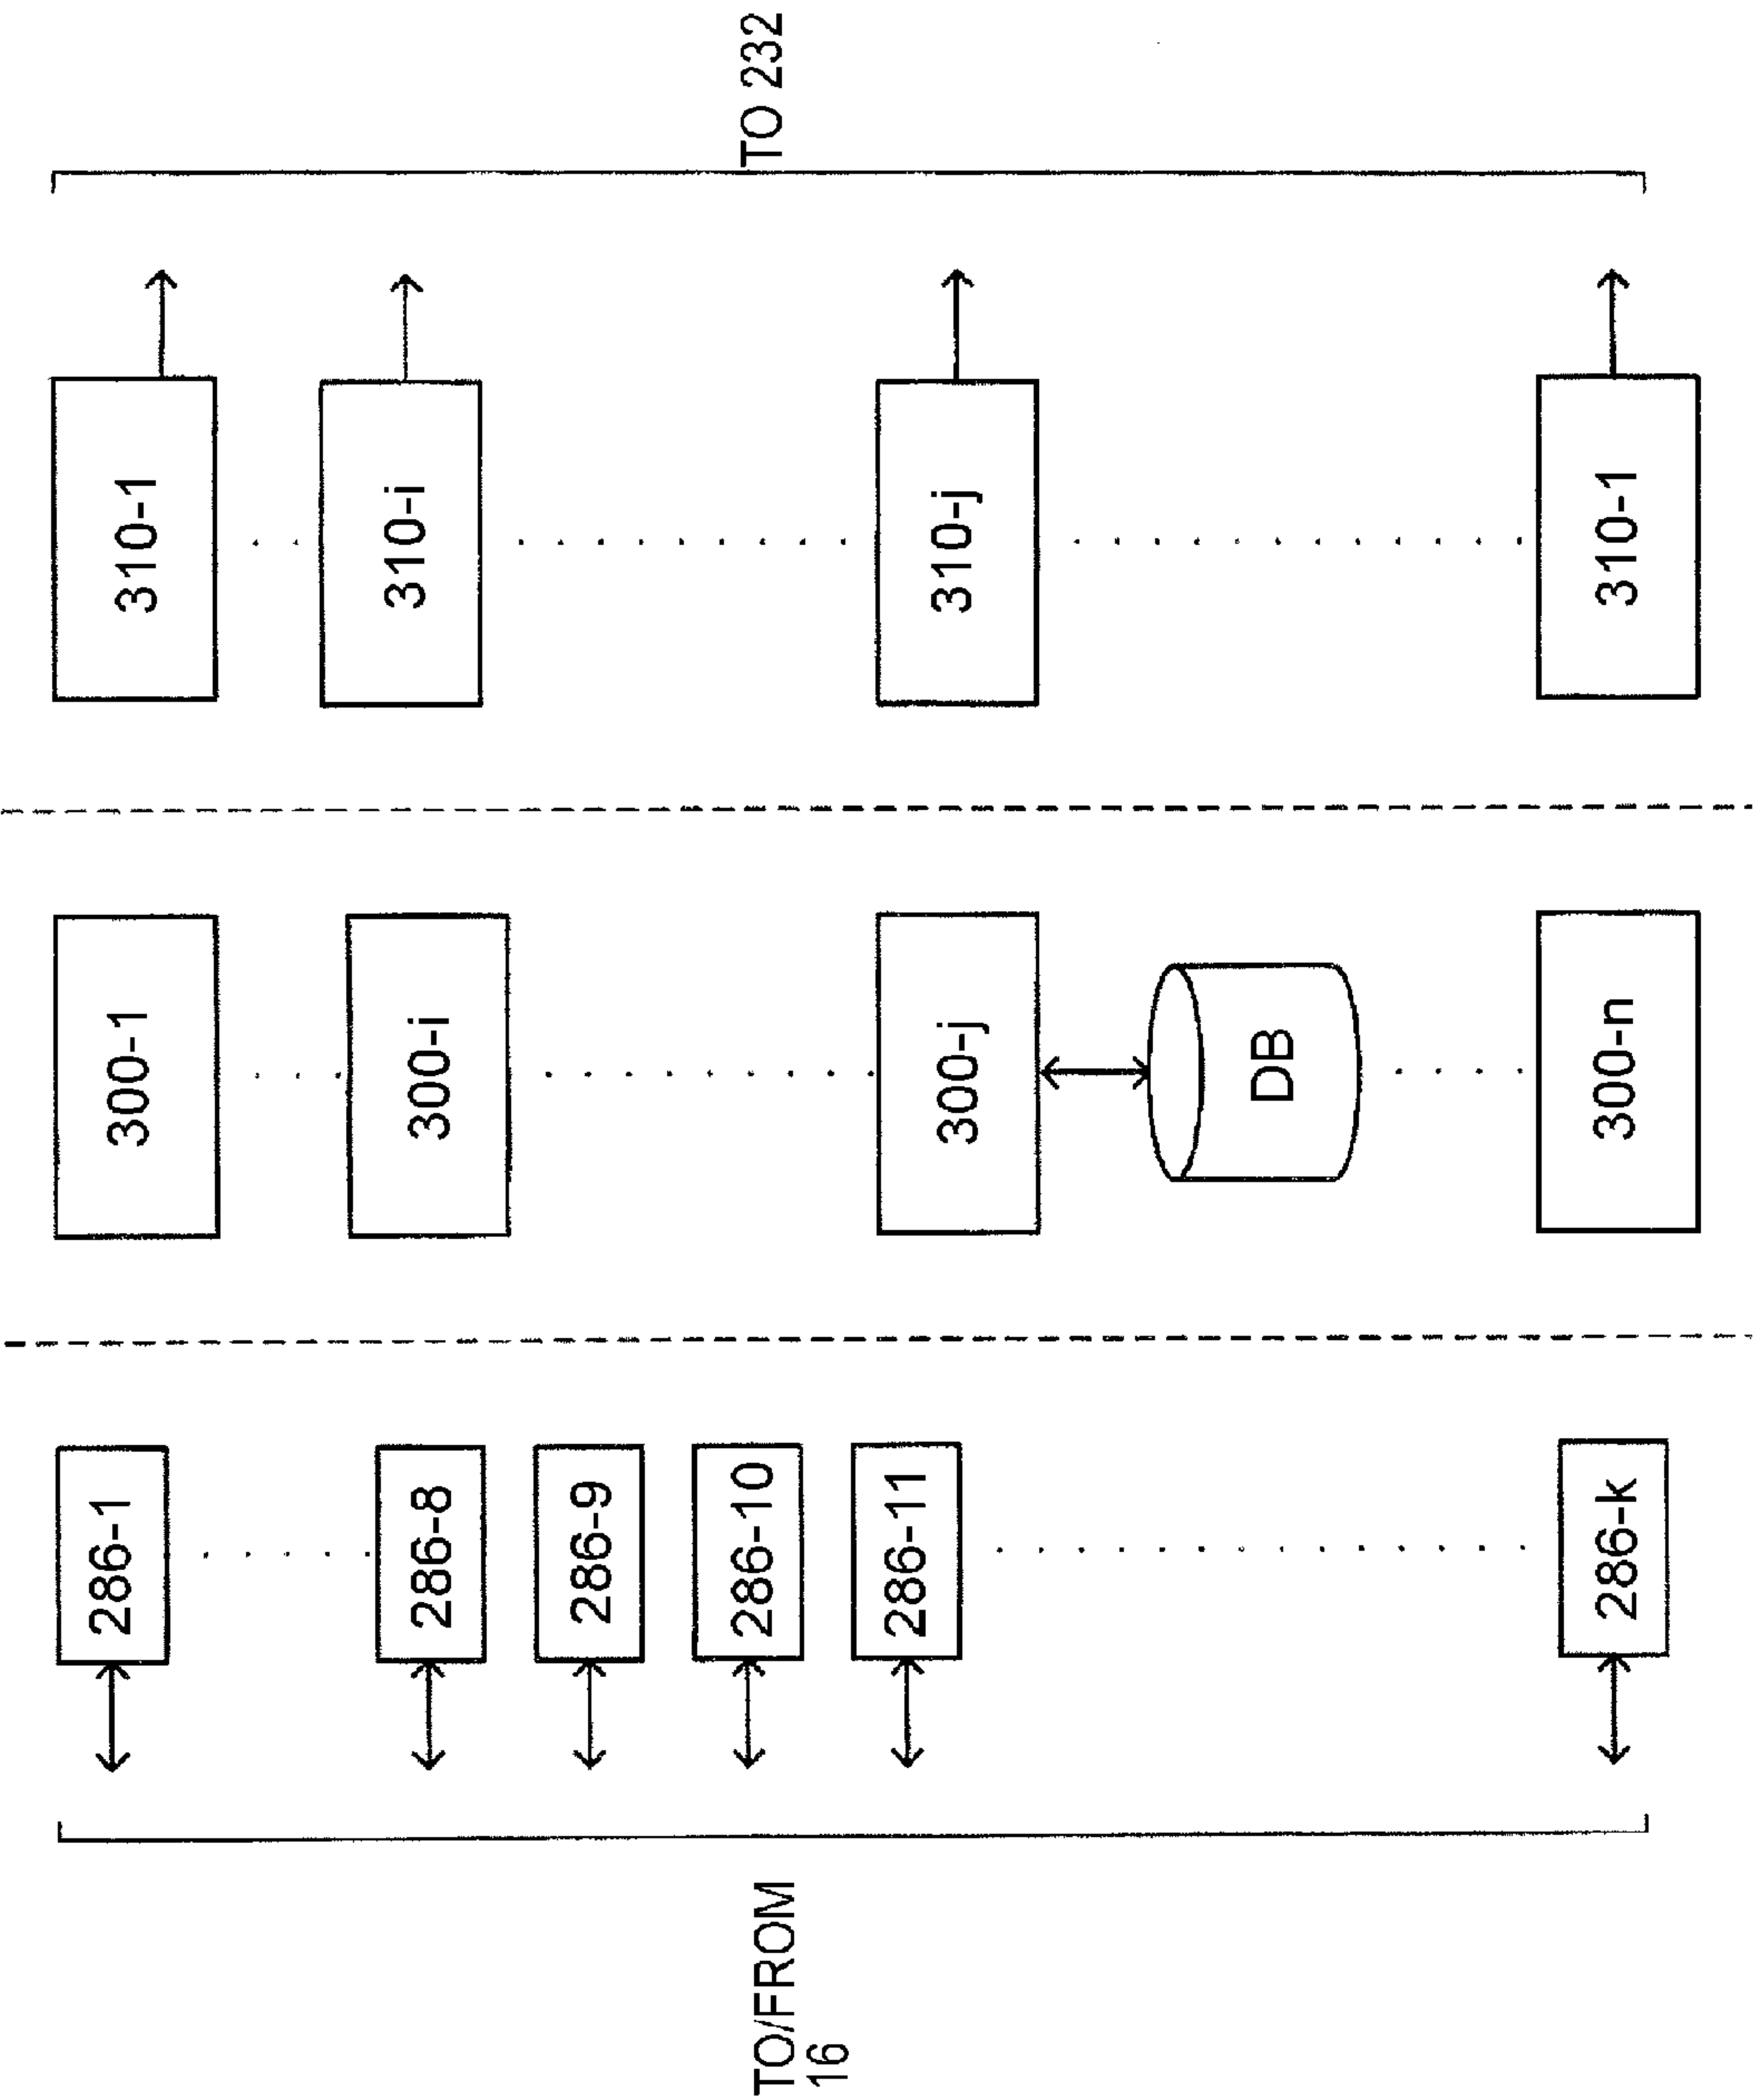 TO/FROM
16
286-1
286-8
286-9
286-10
286-11
286-k
300-1
300-i
300-j
DB
300-n
310-1
310-i
310-j
310-1
TO 232